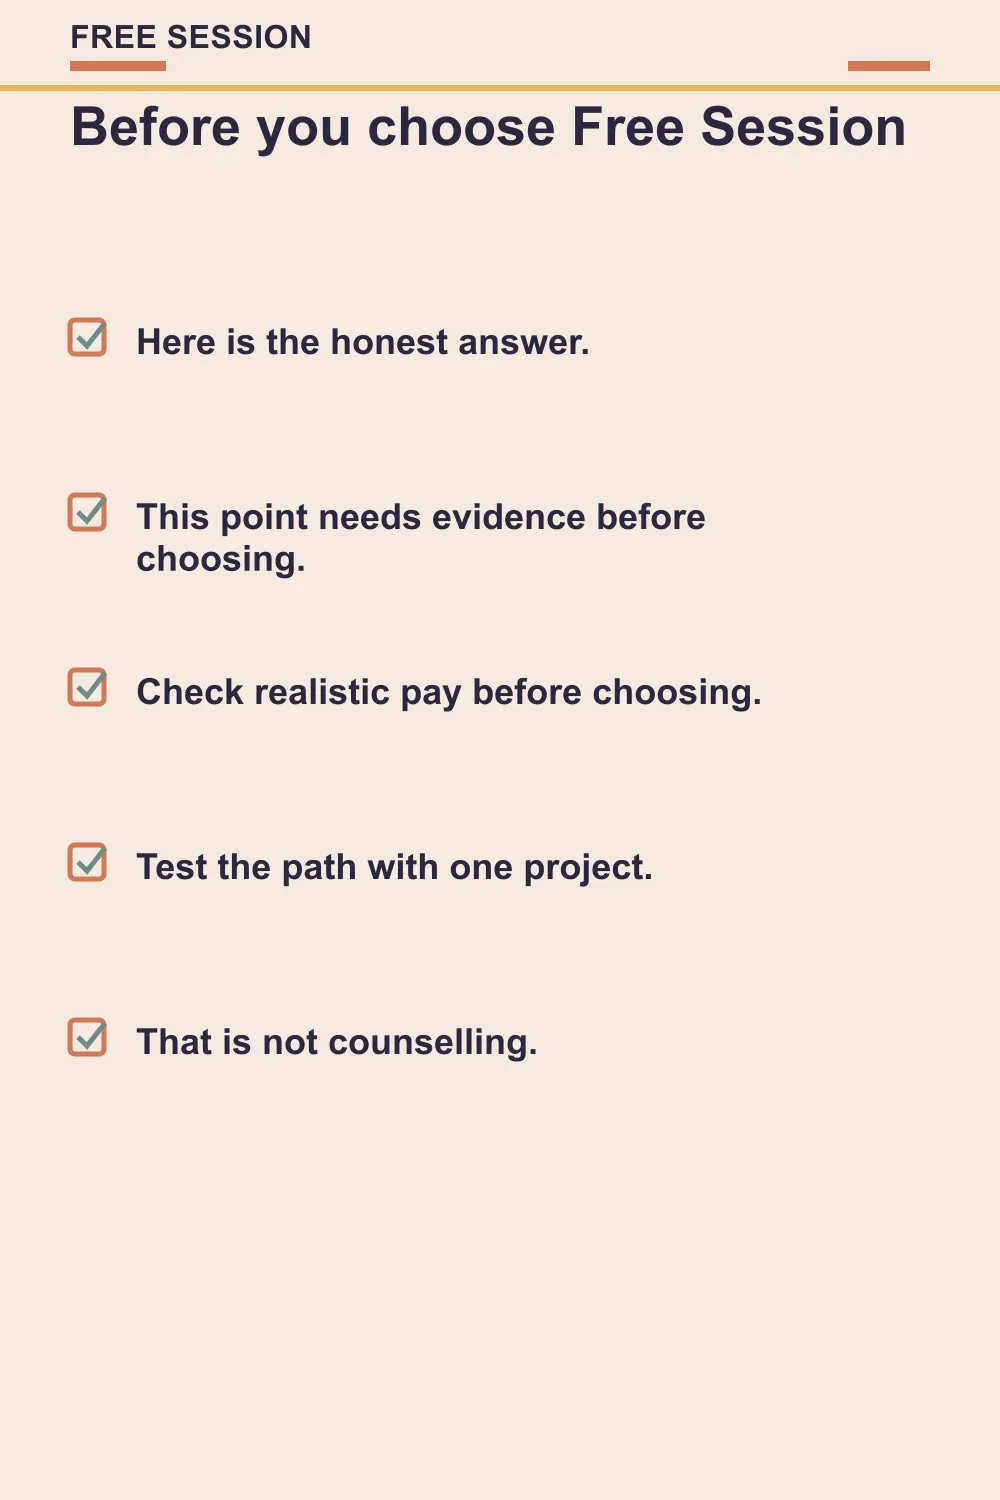 FREE SESSION
Before you choose Free Session
Here is the honest answer.
This point needs evidence before
choosing.
Check realistic pay before choosing.
Test the path with one project.
That is not counselling.